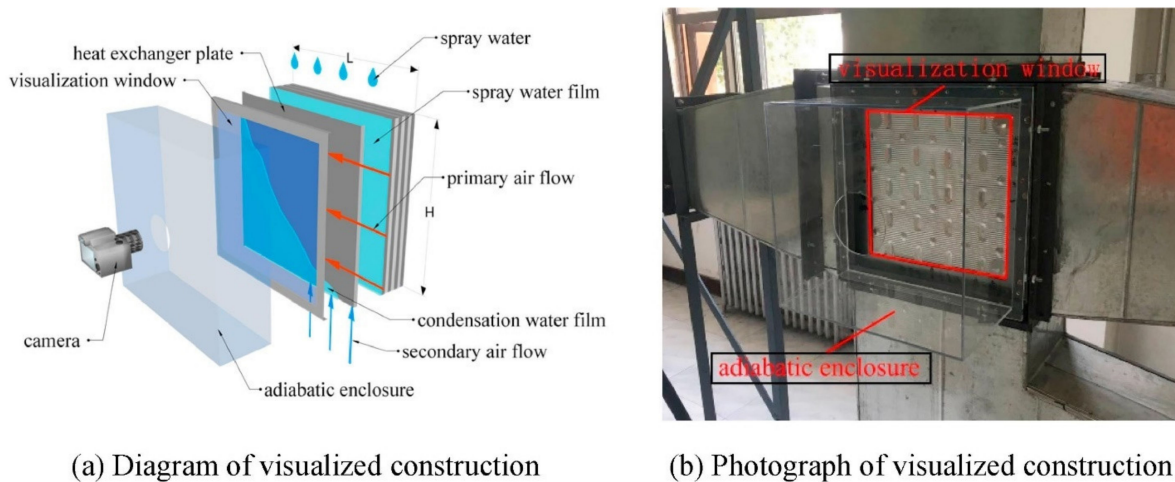 spray water
L
heat exchanger plate
visualization window
spray water film
primary air flow
H
condensation water film
camera
secondary air flow
adiabatic enclosure
visualization window
adiabatic enclosure
(a) Diagram of visualized construction
(b) Photograph of visualized construction